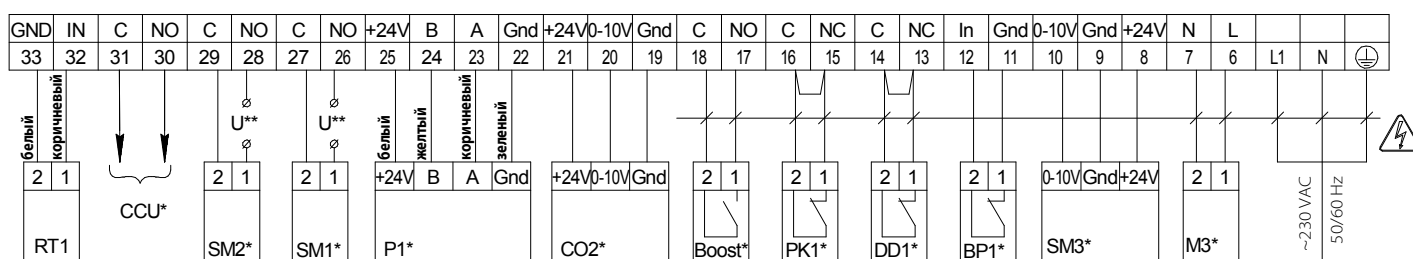 GND IN C NO C NO C NO +24V B A Gnd +24V 0-10V Gnd C NO C NC C NC In Gnd 0-10V Gnd +24V N L
33 32 31 30 29 28 27 26 25 24 23 22 21 20 19 18 17 16 15 14 13 12 11 10 9 8 7 6 L1 N
белый
коричневый
U**
U**
белый
желтый
коричневый
зеленый
2 1
2 1
2 1
+24V B A Gnd
+24V 0-10V Gnd
2 1
2 1
2 1
2 1
0-10V Gnd +24V
2 1
~230 VAC
50/60 Hz
RT1
CCU*
SM2*
SM1*
P1*
CO2*
Boost*
PK1*
DD1*
BP1*
SM3*
M3*